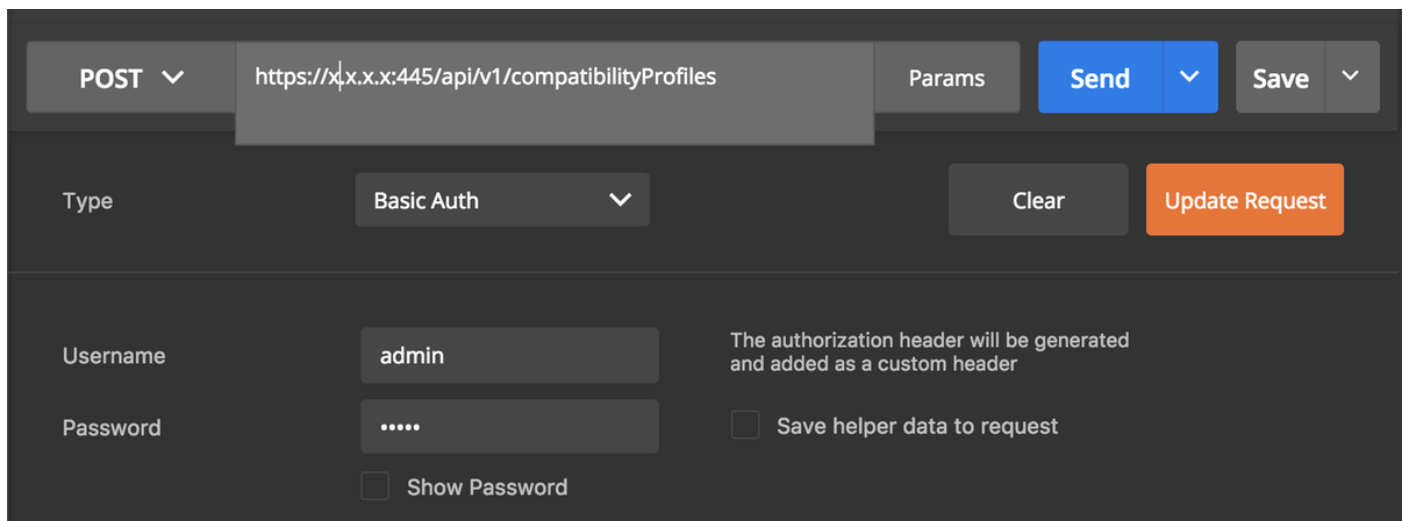 POST https://x.x.x.x:445/api/v1/compatibilityProfiles Params Send Save
Type Basic Auth Clear Update Request
Username admin The authorization header will be generated
and added as a custom header
Password ••••• Save helper data to request
Show Password